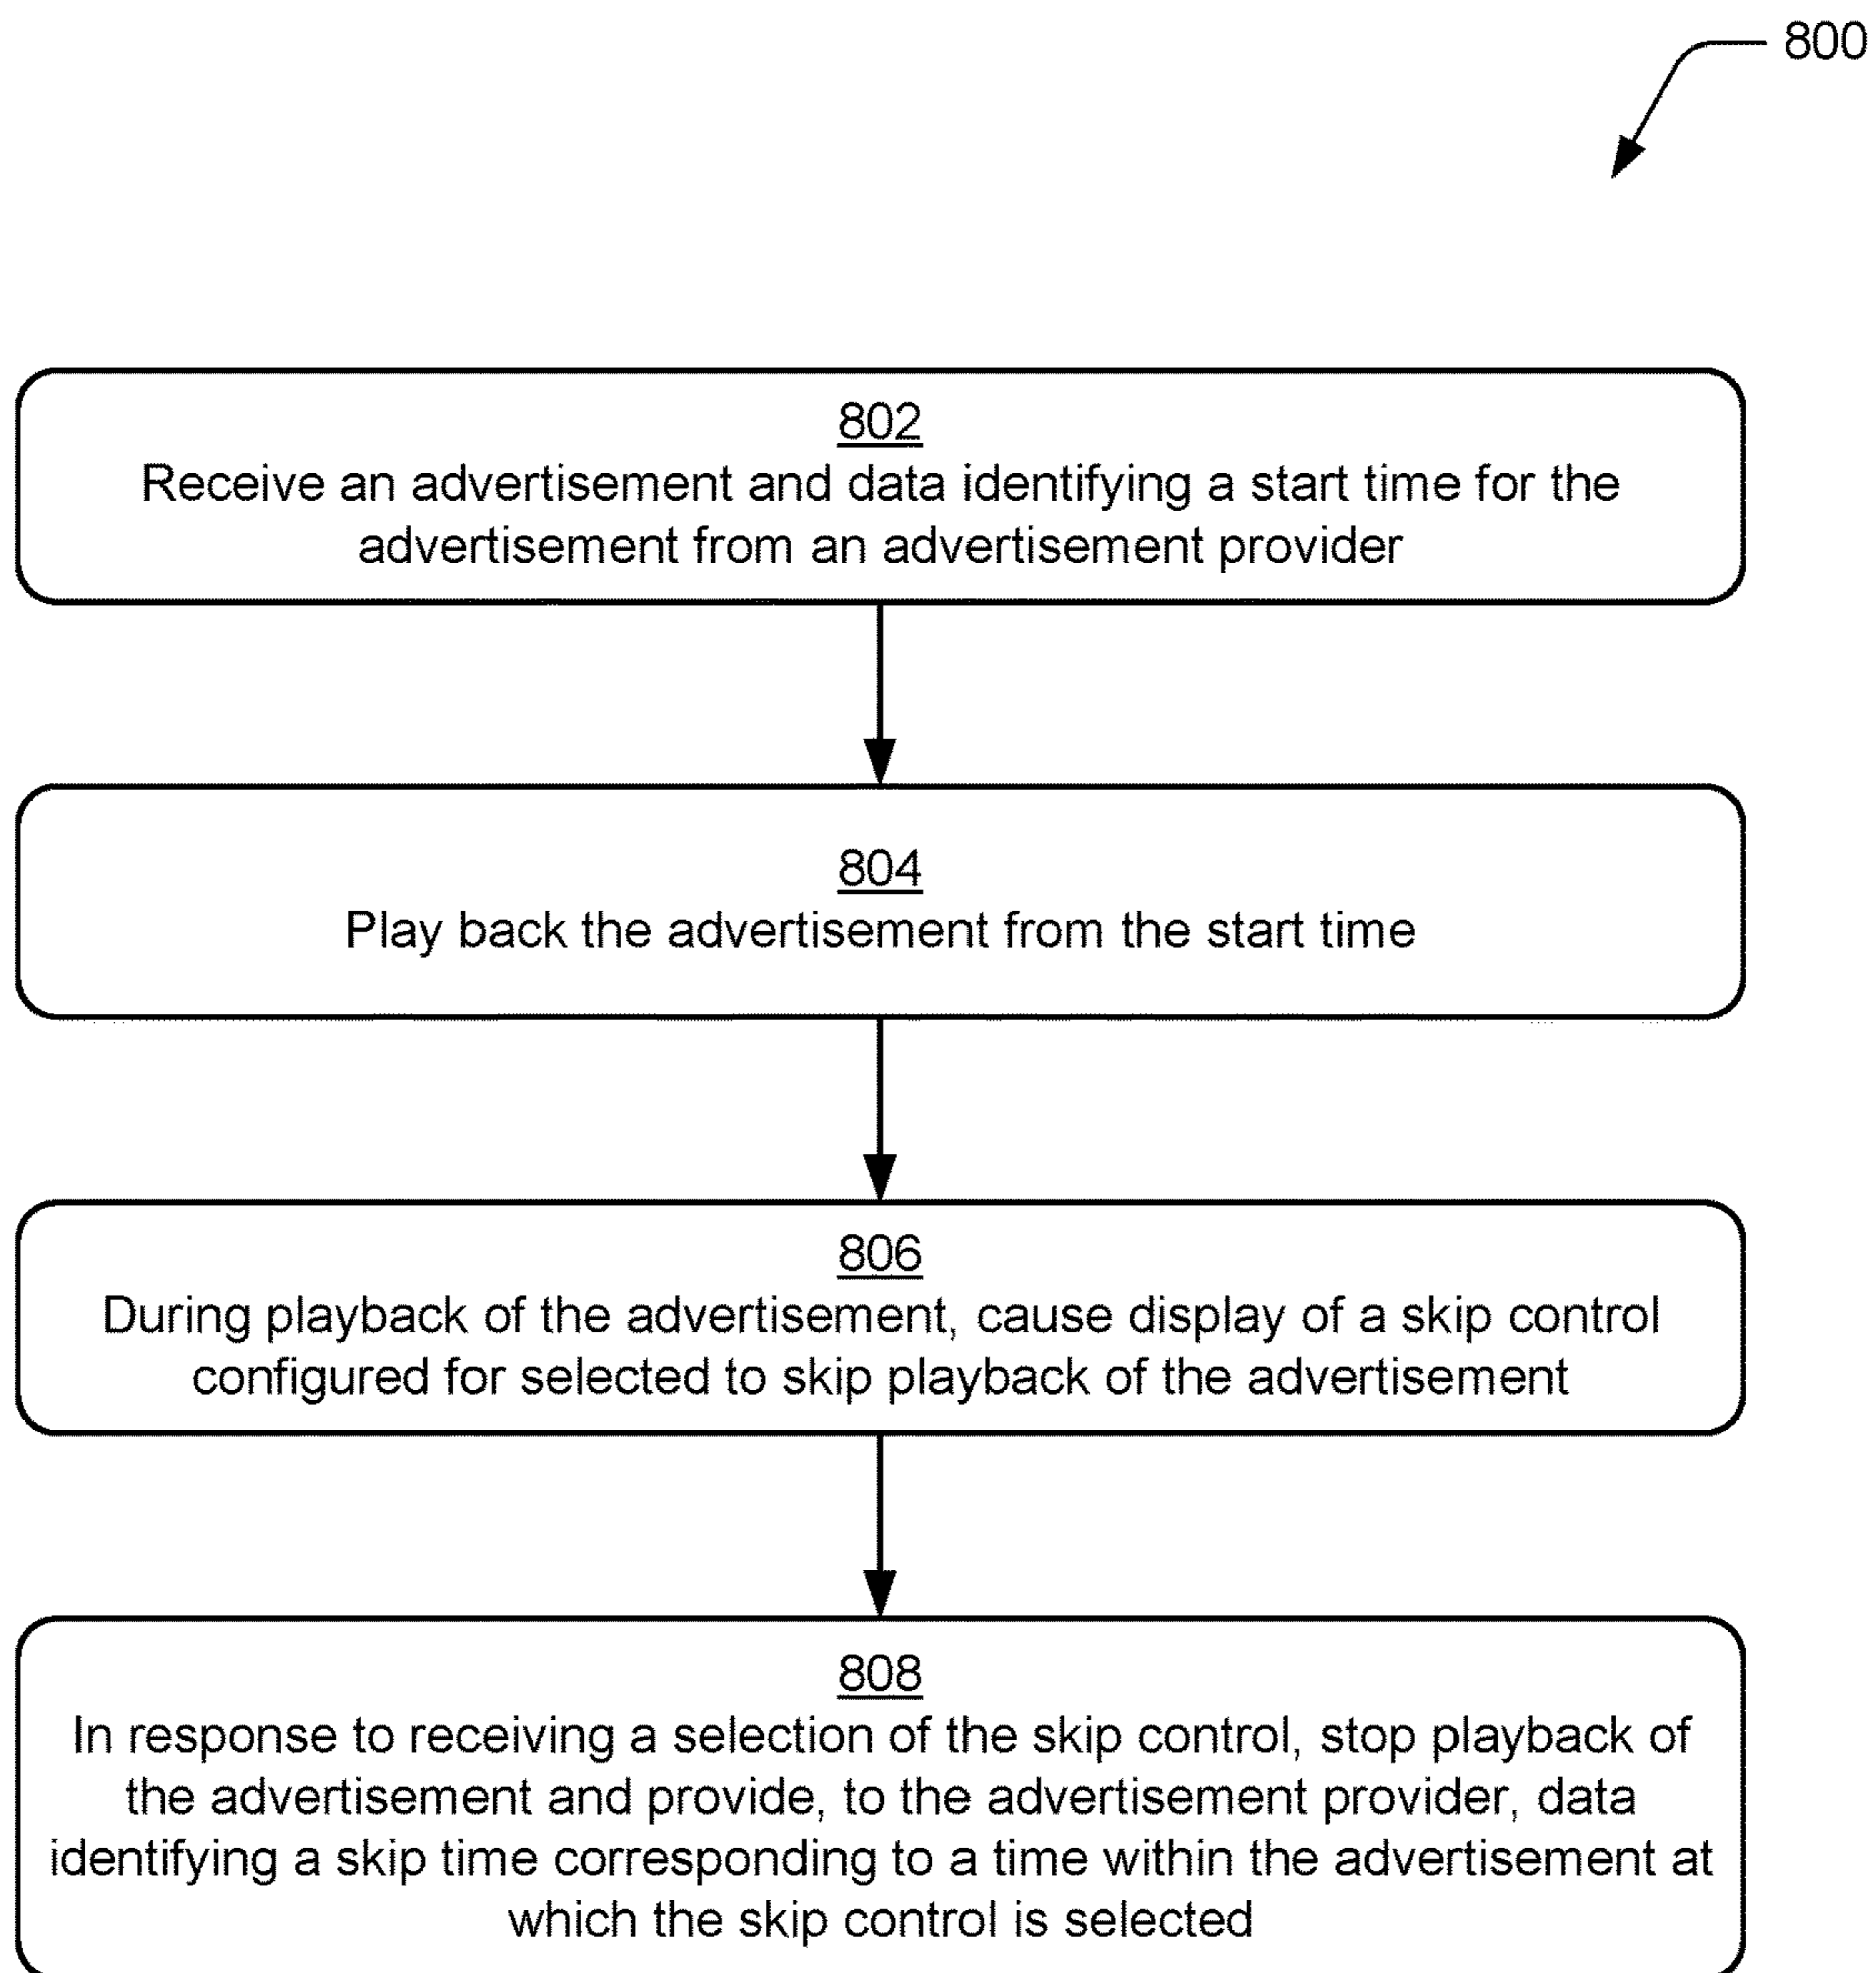 800
802
Receive an advertisement and data identifying a start time for the
advertisement from an advertisement provider
804
Play back the advertisement from the start time
806
During playback of the advertisement, cause display of a skip control
configured for selected to skip playback of the advertisement
808
In response to receiving a selection of the skip control, stop playback of
the advertisement and provide, to the advertisement provider, data
identifying a skip time corresponding to a time within the advertisement at
which the skip control is selected